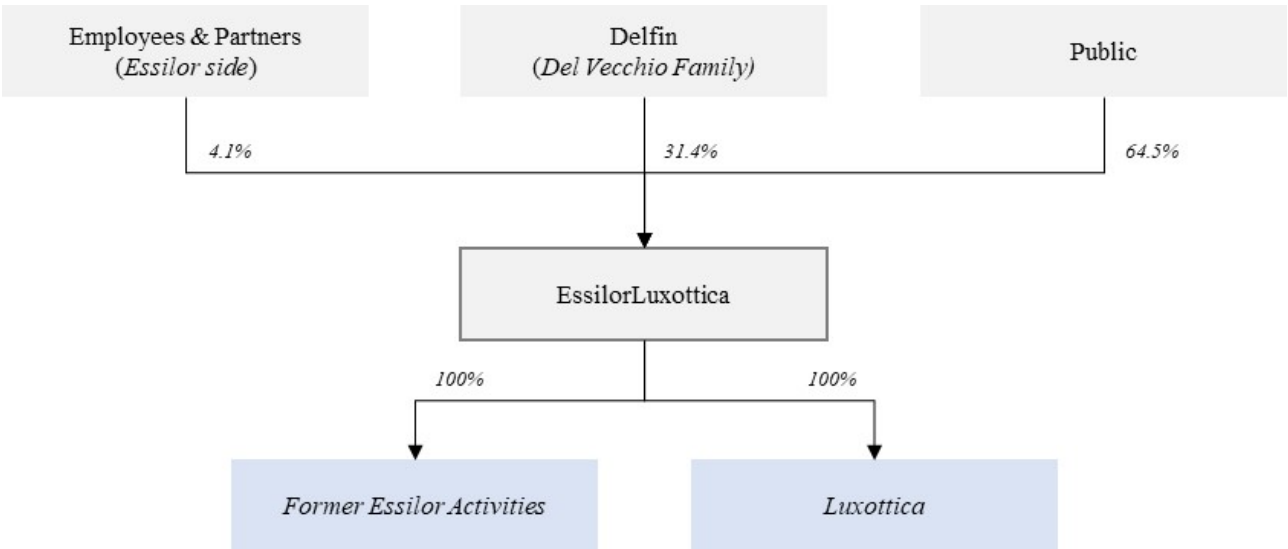 Employees & Partners
(Essilor side)
Delfin
(Del Vecchio Family)
Public
4.1%
31.4%
64.5%
EssilorLuxottica
100%
100%
Former Essilor Activities
Luxottica